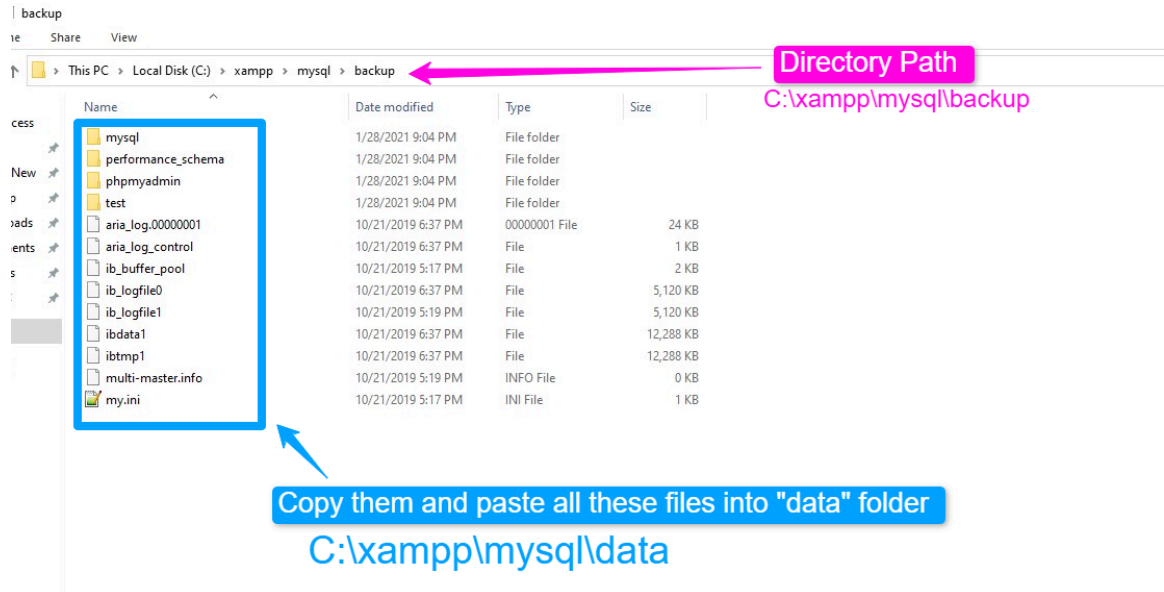 backup
Share View
This PC > Local Disk (C:) > xampp > mysql > backup
Directory Path
C:\xampp\mysql\backup
Name Date modified Type Size
cess
mysql 1/28/2021 9:04 PM File folder
performance_schema 1/28/2021 9:04 PM File folder
New phpmyadmin 1/28/2021 9:04 PM File folder
test 1/28/2021 9:04 PM File folder
oads aria_log.00000001 10/21/2019 6:37 PM 00000001 File 24 KB
ents aria_log_control 10/21/2019 6:37 PM File 1 KB
s ib_buffer_pool 10/21/2019 5:17 PM File 2 KB
ib_logfile0 10/21/2019 6:37 PM File 5,120 KB
ib_logfile1 10/21/2019 5:19 PM File 5,120 KB
ibdata1 10/21/2019 6:37 PM File 12,288 KB
ibtmp1 10/21/2019 6:37 PM File 12,288 KB
multi-master.info 10/21/2019 5:19 PM INFO File 0 KB
my.ini 10/21/2019 5:17 PM INI File 1 KB
Copy them and paste all these files into "data" folder
C:\xampp\mysql\data